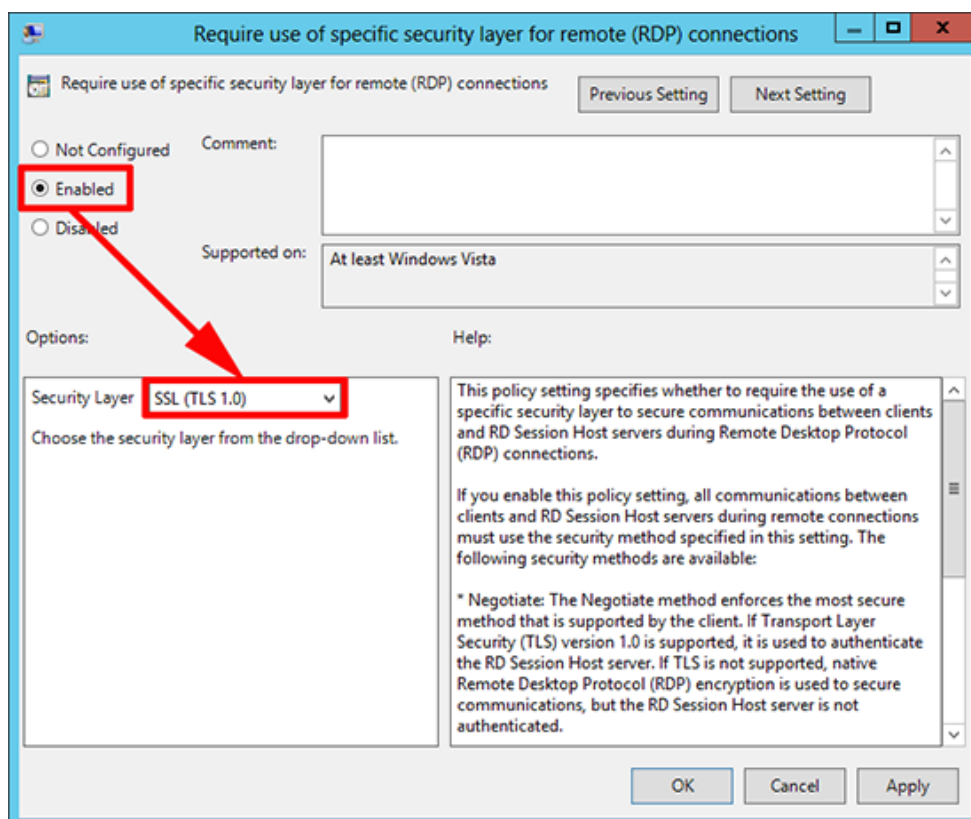 Require use of specific security layer for remote (RDP) connections
Require use of specific security layer for remote (RDP) connections
Previous Setting
Next Setting
Not Configured
Comment:
Enabled
Disabled
Supported on:
At least Windows Vista
Options:
Help:
Security Layer
SSL (TLS 1.0)
Choose the security layer from the drop-down list.
This policy setting specifies whether to require the use of a
specific security layer to secure communications between clients
and RD Session Host servers during Remote Desktop Protocol
(RDP) connections.
If you enable this policy setting, all communications between
clients and RD Session Host servers during remote connections
must use the security method specified in this setting. The
following security methods are available:
* Negotiate: The Negotiate method enforces the most secure
method that is supported by the client. If Transport Layer
Security (TLS) version 1.0 is supported, it is used to authenticate
the RD Session Host server. If TLS is not supported, native
Remote Desktop Protocol (RDP) encryption is used to secure
communications, but the RD Session Host server is not
authenticated.
OK
Cancel
Apply